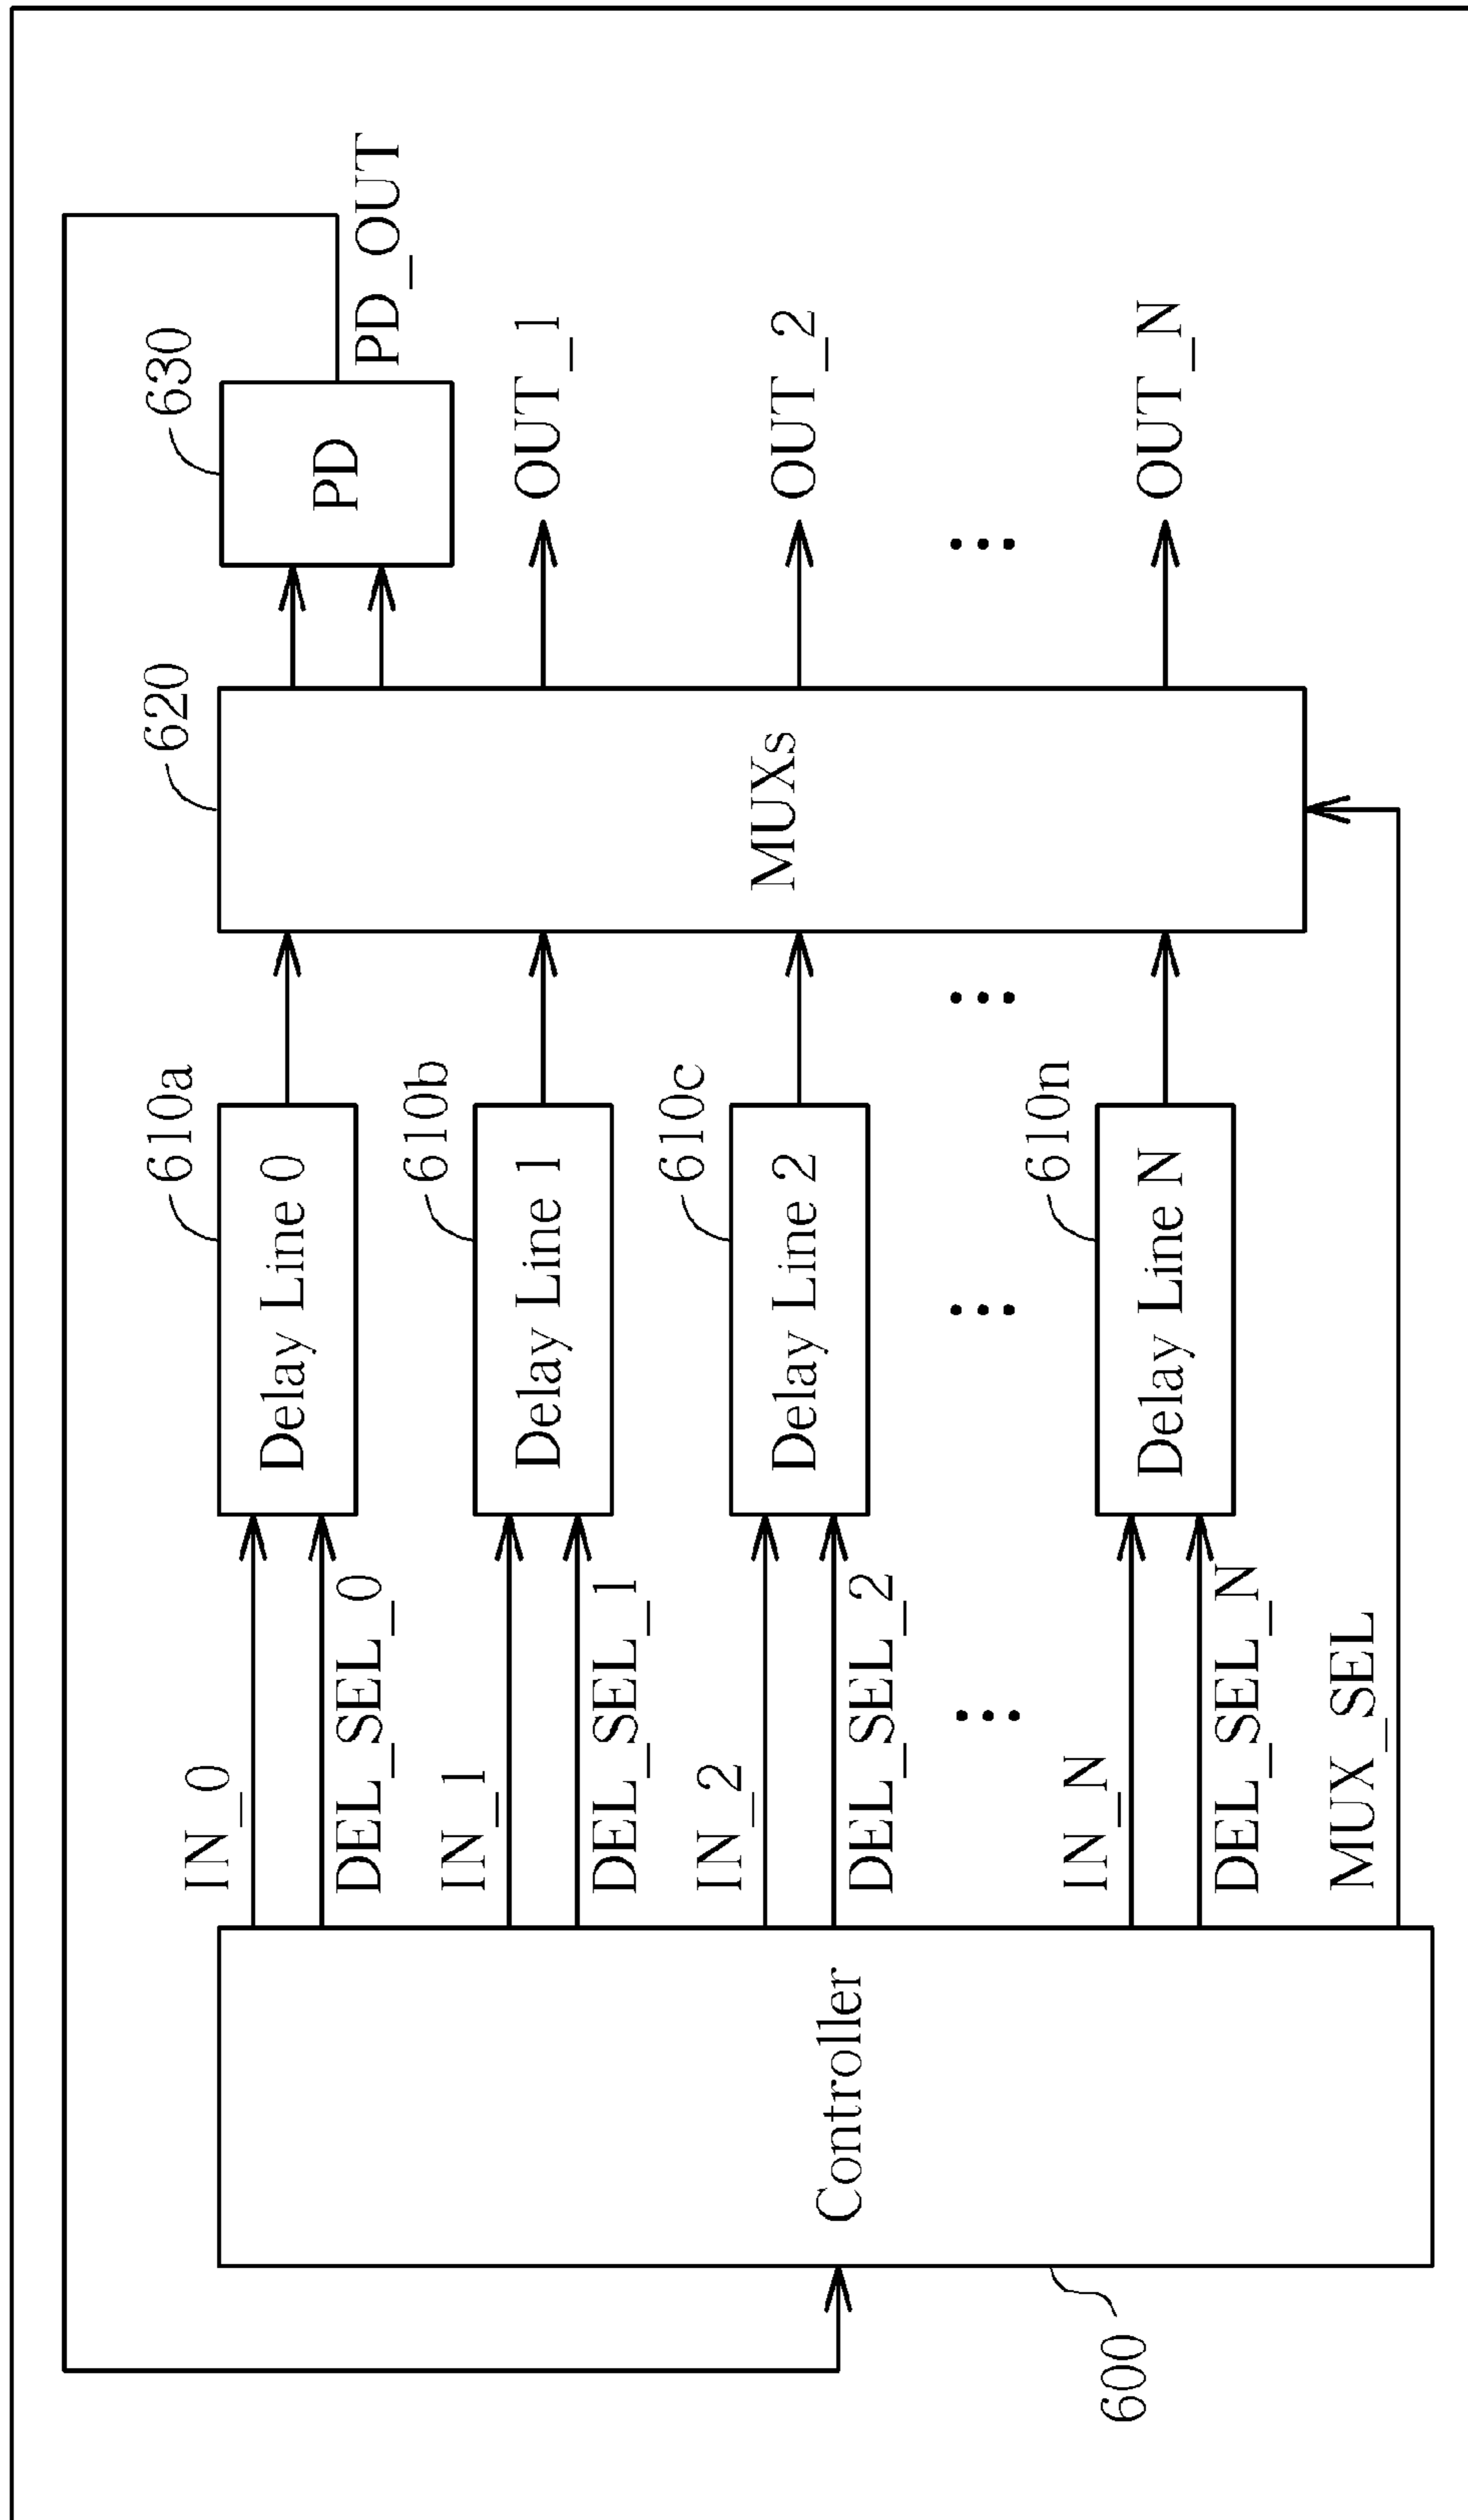 PD_OUT
630
PD
620
610a
Delay Line 0
IN_0
DEL_SEL_0
OUT_1
610b
Delay Line 1
IN_1
DEL_SEL_1
MUXs
OUT_2
610c
Delay Line 2
IN_2
DEL_SEL_2
Controller
...
...
...
...
OUT_N
610n
Delay Line N
IN_N
DEL_SEL_N
MUX_SEL
600